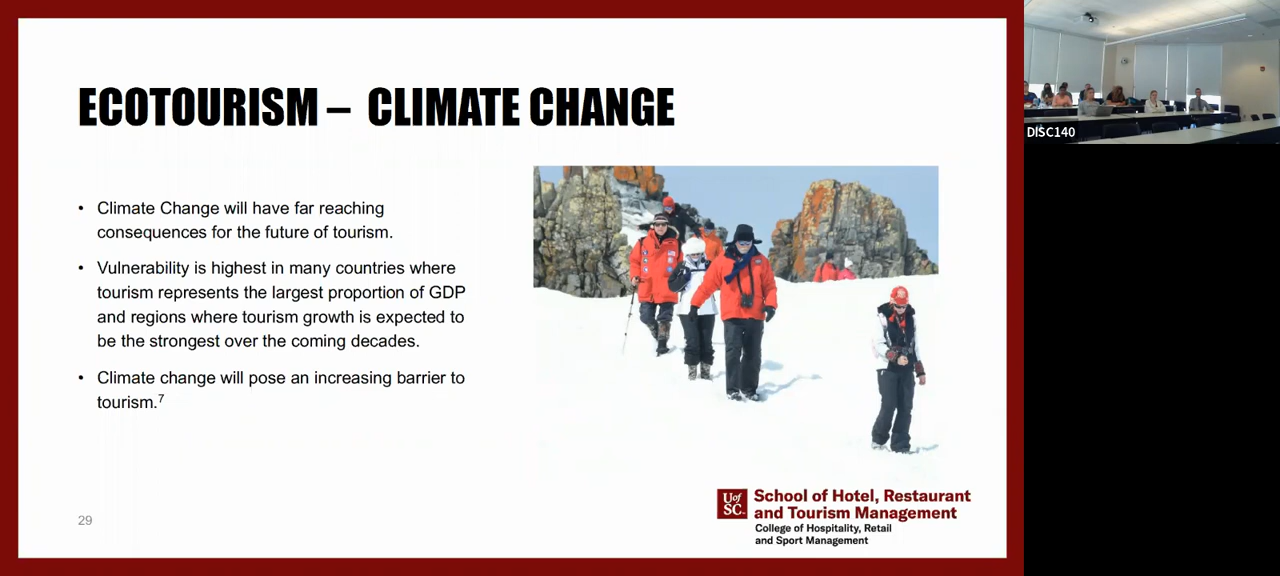 ECOTOURISM – CLIMATE CHANGE
• Climate Change will have far reaching
consequences for the future of tourism.
• Vulnerability is highest in many countries where
tourism represents the largest proportion of GDP
and regions where tourism growth is expected to
be the strongest over the coming decades.
• Climate change will pose an increasing barrier to
tourism.7
29
UofSC
School of Hotel, Restaurant
and Tourism Management
College of Hospitality, Retail
and Sport Management
DISC140